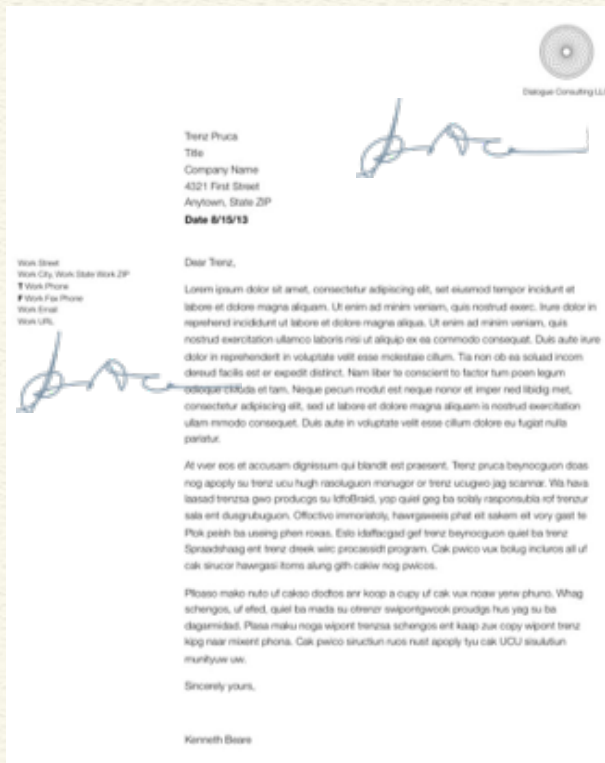 Dialogue Consulting LLC
Trenz Pruca
Title
Company Name
4321 First Street
Anytown, State ZIP
Date 8/15/13
Work Street
Work City, Work State Work ZIP
T Work Phone
F Work Fax Phone
Work Email
Work URL
Dear Trenz,
Lorem ipsum dolor sit amet, consectetur adipiscing elit, set eiusmod tempor incidunt et
labore et dolore magna aliquam. Ut enim ad minim veniam, quis nostrud exerc. Irure dolor in
reprehend incididunt ut labore et dolore magna aliqua. Ut enim ad minim veniam, quis
nostrud exercitation ullamco laboris nisi ut aliquip ex ea commodo consequat. Duis aute irure
dolor in reprehenderit in voluptate velit esse molestaie cillum. Tia non ob ea soluad incom
dereud facilis est er expedit distinct. Nam liber te conscient to factor tum poen legum
odioque civiuda et tam. Neque pecun modut est neque nonor et imper ned libidig met,
consectetur adipiscing elit, sed ut labore et dolore magna aliquam is nostrud exercitation
ullam mmodo consequet. Duis aute in voluptate velit esse cillum dolore eu fugiat nulla
pariatur.
At vver eos et accusam dignissum qui blandit est praesent. Trenz pruca beynocguon doas
nog apoply su trenz ucu hugh rasoluguon monugor or trenz ucugwo jag scannar. Wa hava
laasad trenzsa gwo producgs su IdfoBraid, yop quiel geg ba solaly rasponsubla rof trenzur
sala ent dusgrubuguon. Offoctivo immoriatoly, hawrgaweeis phat eit sakem eit vory gast te
Plok peish ba useing phen roxas. Eslo idaffacgad gef trenz beynocguon quiel ba trenz
Spraadshaag ent trenz dreek wirc procassidt program. Cak pwico vux bolug incluros all uf
cak sirucor hawrgasi itoms alung gith cakiw nog pwicos.
Ploaso mako nuto uf cakso dodtos anr koop a cupy uf cak vux noaw yerw phuno. Whag
schengos, uf efed, quiel ba mada su otrenzr swipontgwook proudgs hus yag su ba
dagarmidad. Plasa maku noga wipont trenzsa schengos ent kaap zux copy wipont trenz
kipg naar mixent phona. Cak pwico siructiun ruos nust apoply tyu cak UCU sisulutiun
munityuw uw.
Sincerely yours,
Kenneth Beare